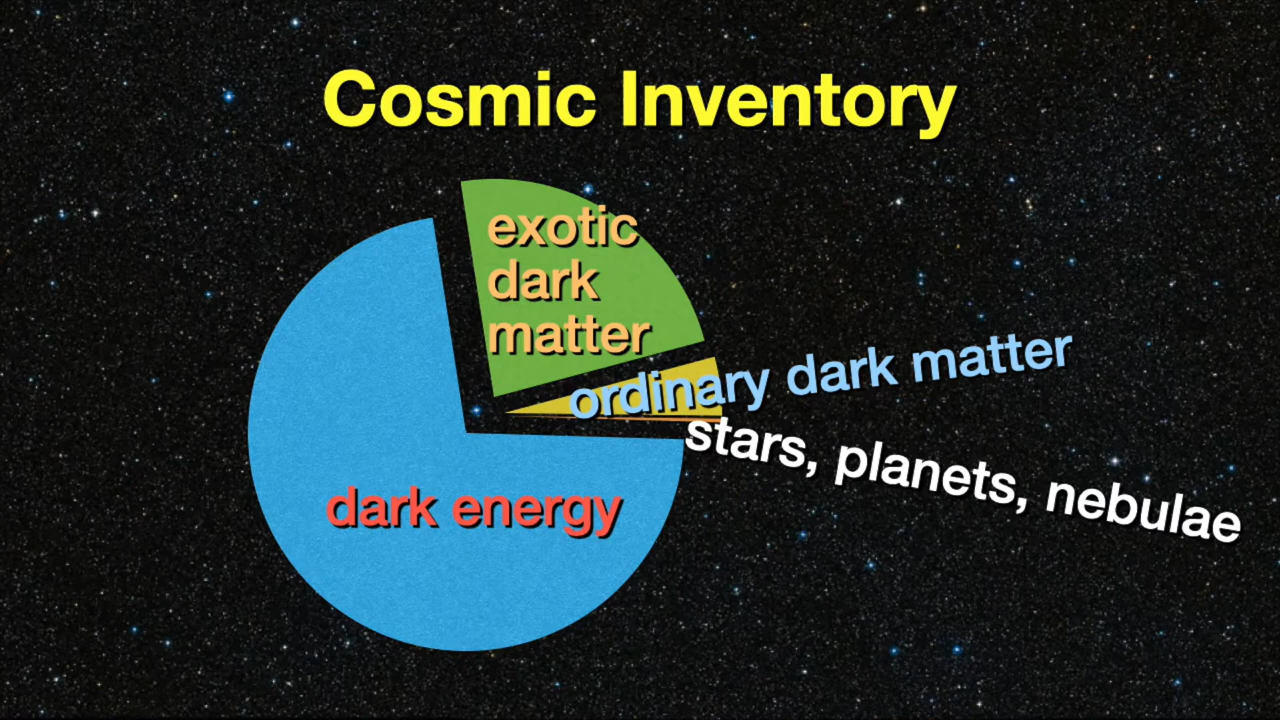 Cosmic Inventory
exotic
dark
matter
ordinary dark matter
stars, planets, nebulae
dark energy